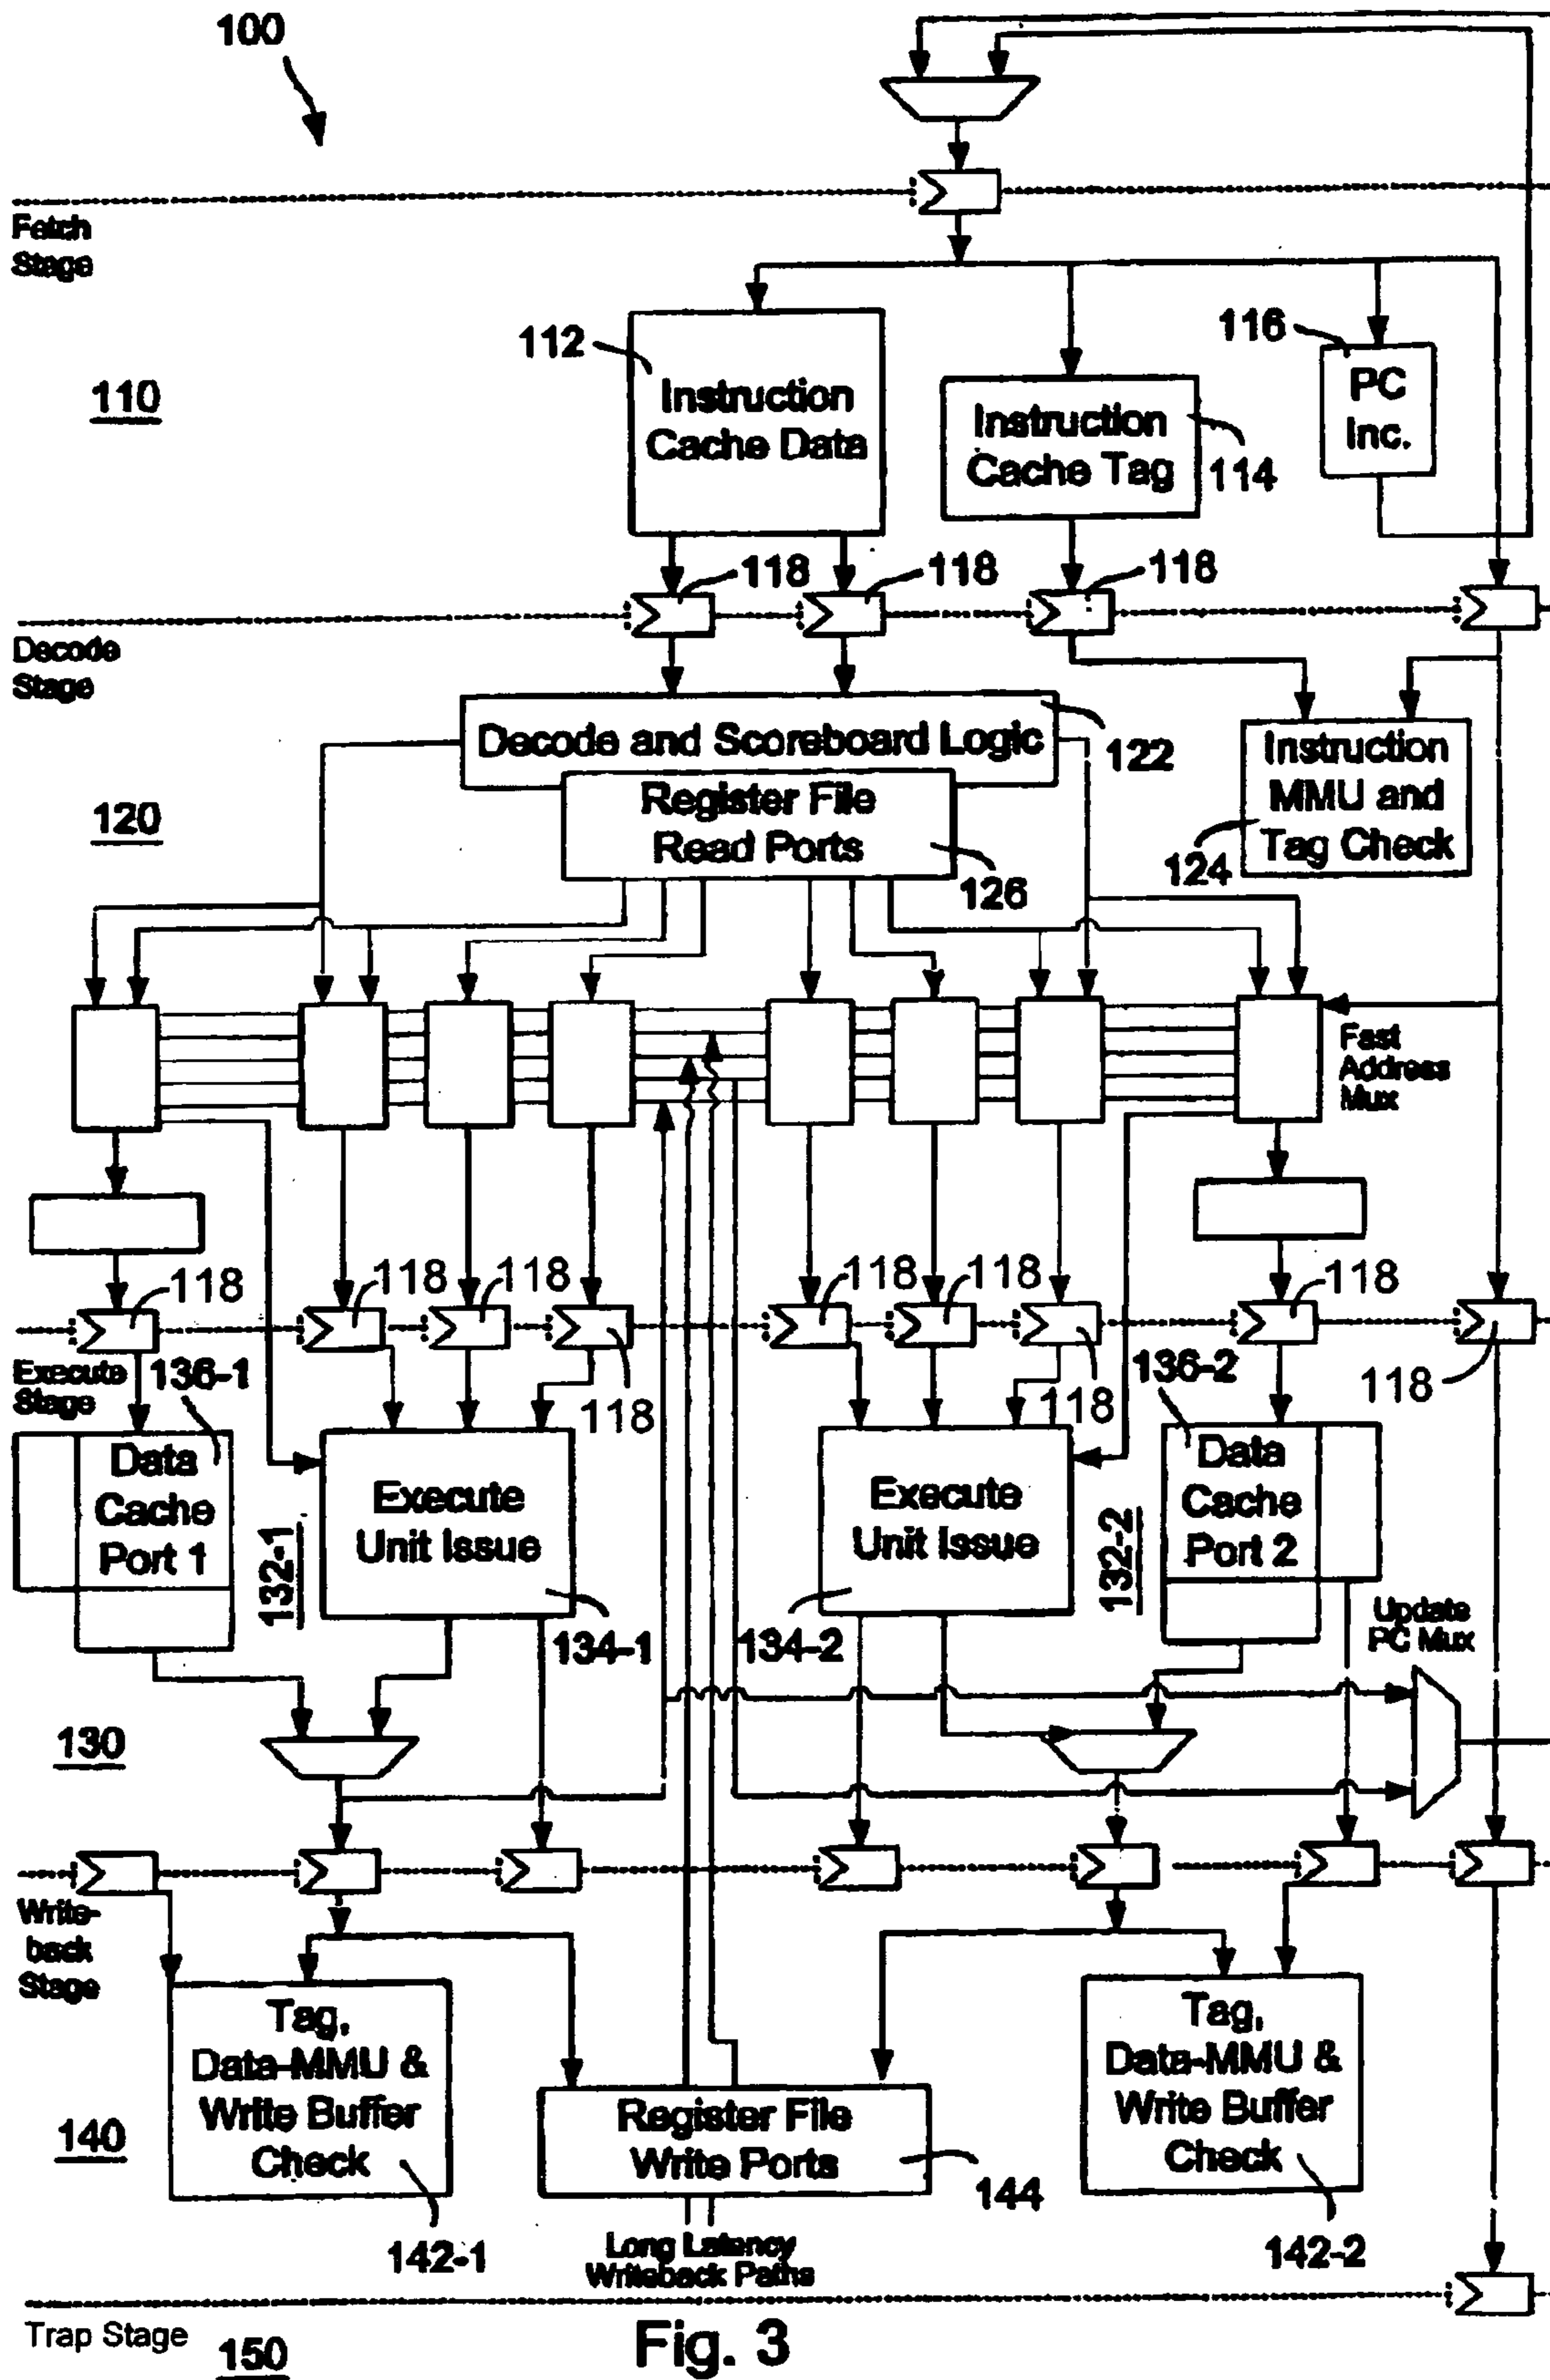 100
Fetch
Stage
112
116
110
Instruction
Cache Data
Instruction
Cache Tag
114
PC
Inc.
118
118
118
Decode
Stage
Decode and Scoreboard Logic
122
Instruction
MMU and
Tag Check
124
120
Register File
Read Ports
126
Fast
Address
Mux
118
118
118
118
118
118
118
118
118
Execute
Stage
136-1
136-2
Data
Cache
Port 1
132-1
Execute
Unit Issue
134-1
Execute
Unit Issue
134-2
132-2
Data
Cache
Port 2
Update
PC Mux
130
Write-
back
Stage
Tag,
Data-MMU &
Write Buffer
Check
142-1
140
Register File
Write Ports
144
Tag,
Data-MMU &
Write Buffer
Check
142-2
Long Latency
Writeback Paths
Trap Stage
150
Fig. 3